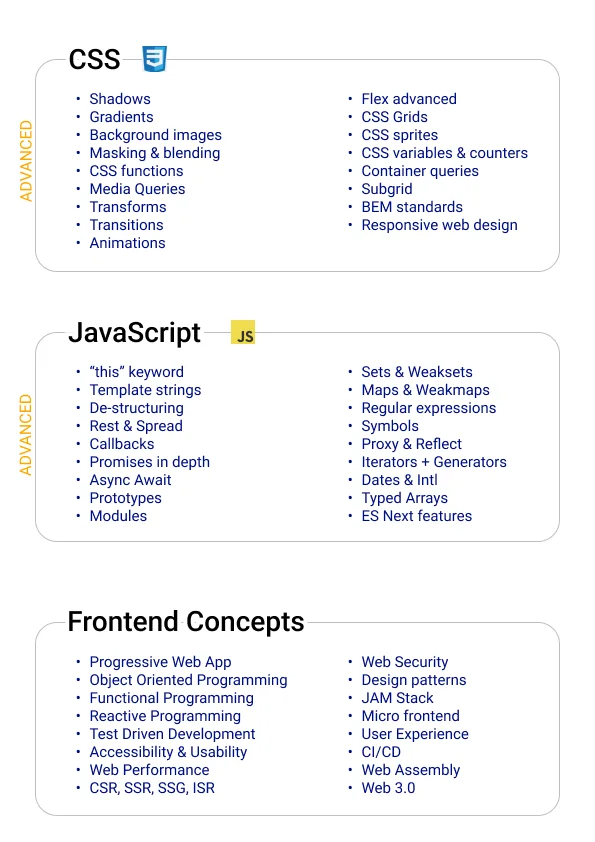 CSS
3
ADVANCED
Shadows
Gradients
Background images
Masking & blending
CSS functions
Media Queries
Transforms
Transitions
Animations
Flex advanced
CSS Grids
CSS sprites
CSS variables & counters
Container queries
Subgrid
BEM standards
Responsive web design
JavaScript
JS
ADVANCED
“this” keyword
Template strings
De-structuring
Rest & Spread
Callbacks
Promises in depth
Async Await
Prototypes
Modules
Sets & Weaksets
Maps & Weakmaps
Regular expressions
Symbols
Proxy & Reflect
Iterators + Generators
Dates & Intl
Typed Arrays
ES Next features
Frontend Concepts
Progressive Web App
Object Oriented Programming
Functional Programming
Reactive Programming
Test Driven Development
Accessibility & Usability
Web Performance
CSR, SSR, SSG, ISR
Web Security
Design patterns
JAM Stack
Micro frontend
User Experience
CI/CD
Web Assembly
Web 3.0